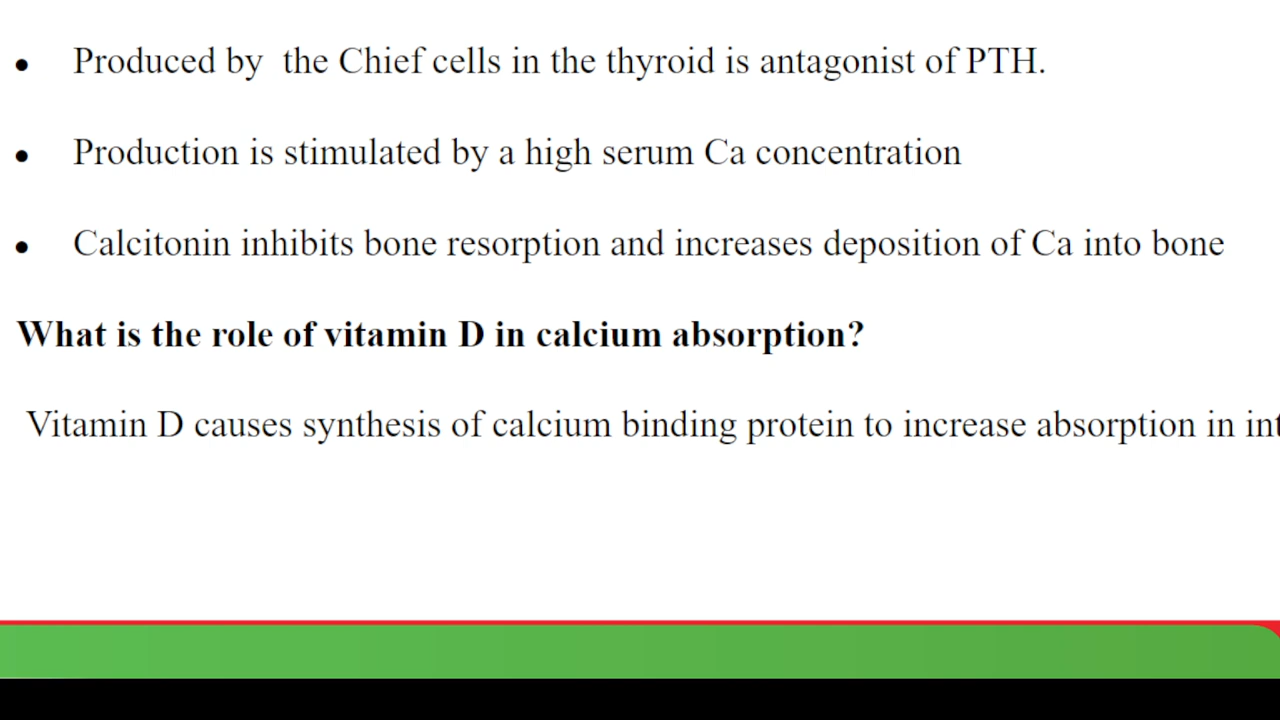 • Produced by  the Chief cells in the thyroid is antagonist of PTH.
• Production is stimulated by a high serum Ca concentration
• Calcitonin inhibits bone resorption and increases deposition of Ca into bone
What is the role of vitamin D in calcium absorption?
Vitamin D causes synthesis of calcium binding protein to increase absorption in